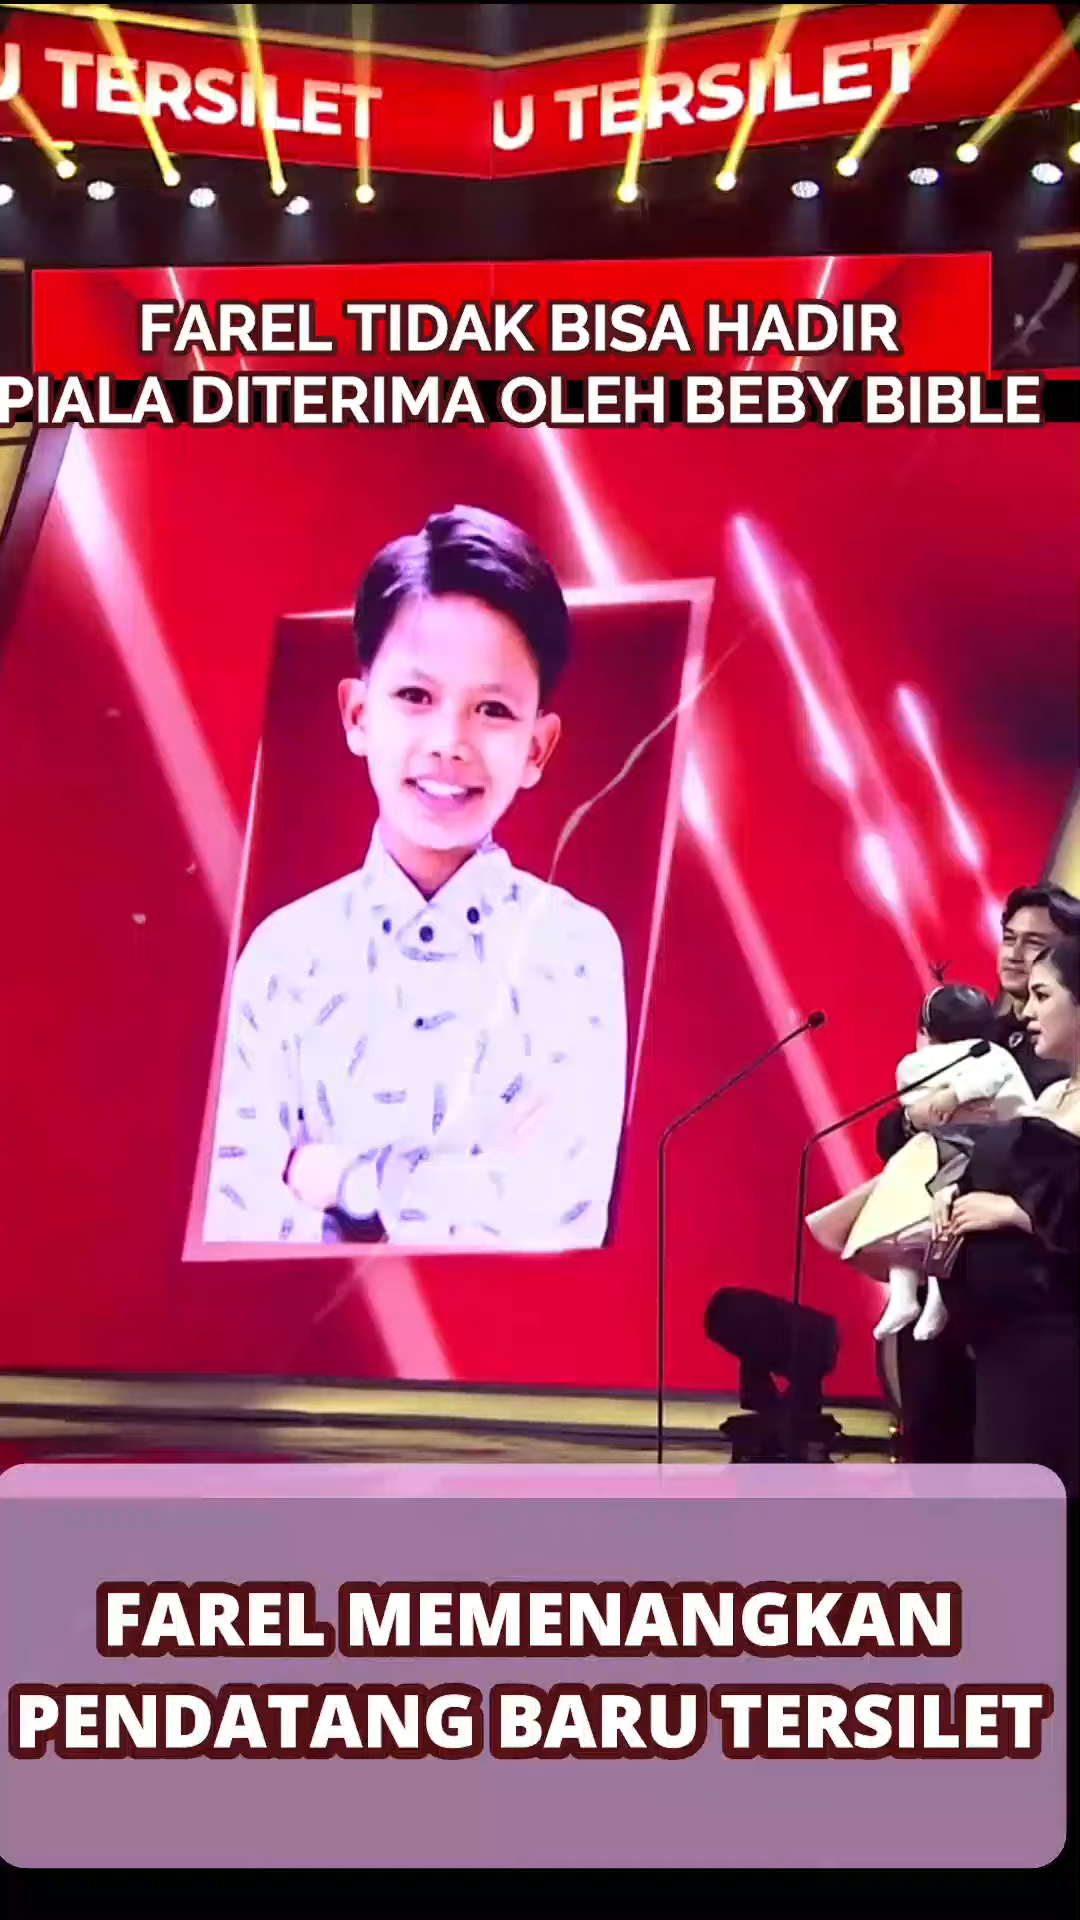 U TERSILET
U TERSILET
FAREL TIDAK BISA HADIR
PIALA DITERIMA OLEH BEBY BIBLE
FAREL MEMENANGKAN
PENDATANG BARU TERSILET